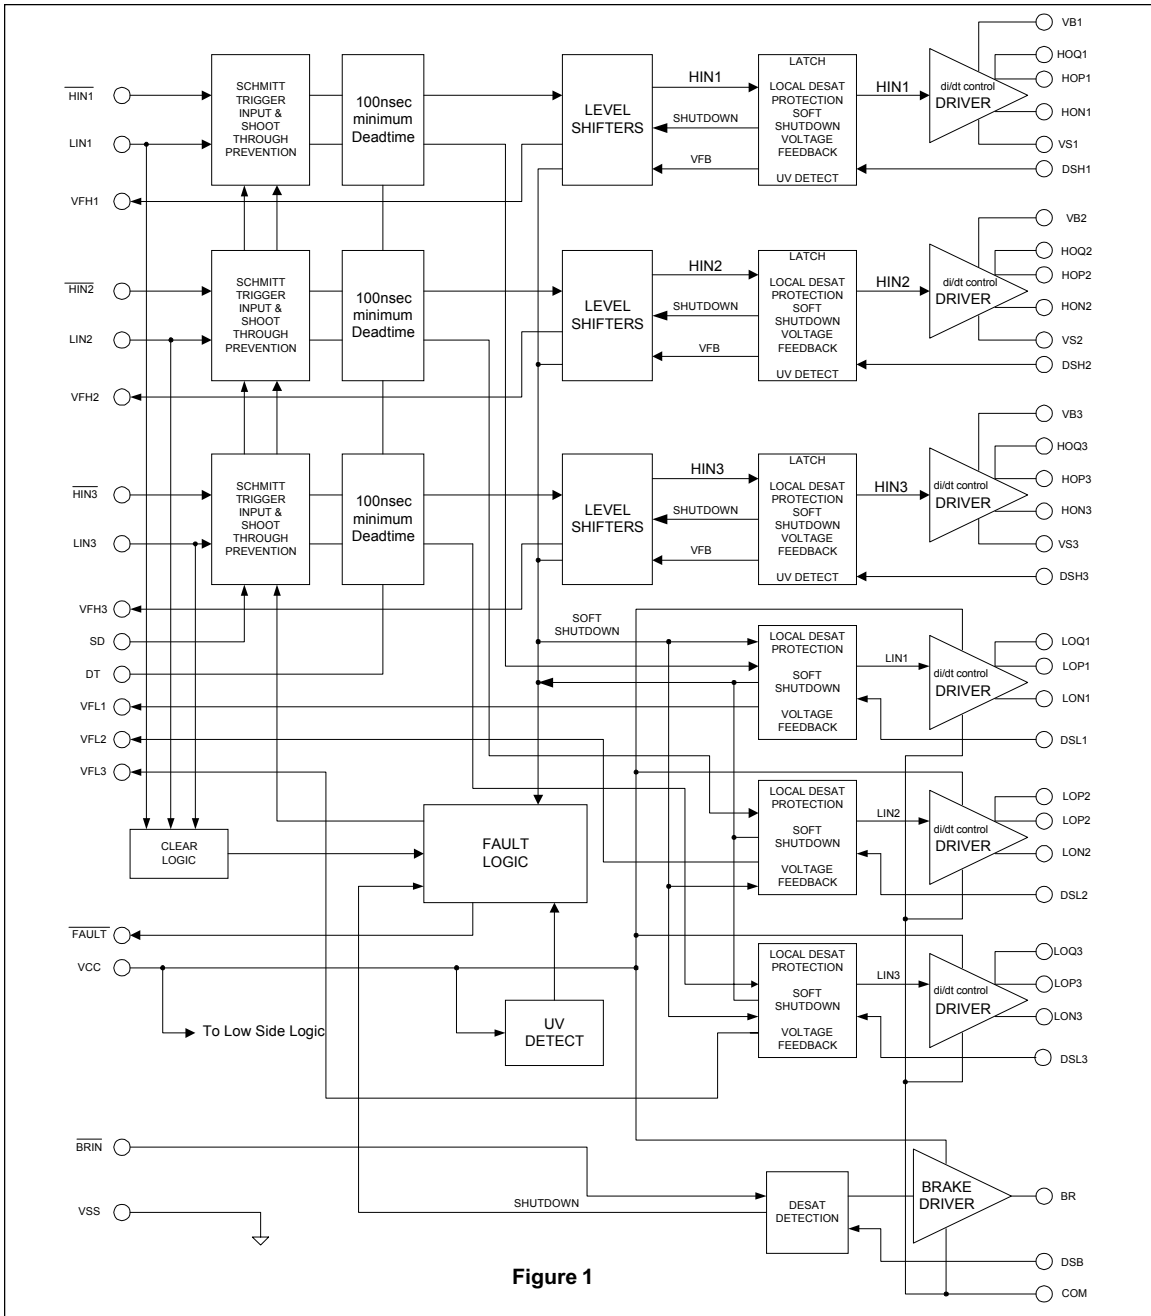 HIN1
LIN1
VFH1
SCHMITT
TRIGGER
INPUT &
SHOOT
THROUGH
PREVENTION
100nsec
minimum
Deadtime
LEVEL
SHIFTERS
HIN1
SHUTDOWN
VFB
LATCH
LOCAL DESAT
PROTECTION
SOFT
SHUTDOWN
VOLTAGE
FEEDBACK
UV DETECT
HIN1
di/dt control
DRIVER
VB1
HOQ1
HOP1
HON1
VS1
DSH1
HIN2
LIN2
VFH2
SCHMITT
TRIGGER
INPUT &
SHOOT
THROUGH
PREVENTION
100nsec
minimum
Deadtime
LEVEL
SHIFTERS
HIN2
SHUTDOWN
VFB
LATCH
LOCAL DESAT
PROTECTION
SOFT
SHUTDOWN
VOLTAGE
FEEDBACK
UV DETECT
HIN2
di/dt control
DRIVER
VB2
HOQ2
HOP2
HON2
VS2
DSH2
HIN3
LIN3
VFH3
SD
DT
VFL1
VFL2
VFL3
SCHMITT
TRIGGER
INPUT &
SHOOT
THROUGH
PREVENTION
100nsec
minimum
Deadtime
LEVEL
SHIFTERS
HIN3
SHUTDOWN
VFB
LATCH
LOCAL DESAT
PROTECTION
SOFT
SHUTDOWN
VOLTAGE
FEEDBACK
UV DETECT
HIN3
di/dt control
DRIVER
VB3
HOQ3
HOP3
HON3
VS3
DSH3
SOFT
SHUTDOWN
LOCAL DESAT
PROTECTION
SOFT
SHUTDOWN
VOLTAGE
FEEDBACK
LIN1
di/dt control
DRIVER
LOQ1
LOP1
LON1
DSL1
CLEAR
LOGIC
FAULT
LOGIC
LOCAL DESAT
PROTECTION
SOFT
SHUTDOWN
VOLTAGE
FEEDBACK
LIN2
di/dt control
DRIVER
LOP2
LOP2
LON2
DSL2
FAULT
VCC
To Low Side Logic
UV
DETECT
LOCAL DESAT
PROTECTION
SOFT
SHUTDOWN
VOLTAGE
FEEDBACK
LIN3
di/dt control
DRIVER
LOQ3
LOP3
LON3
DSL3
BRIN
VSS
SHUTDOWN
DESAT
DETECTION
BRAKE
DRIVER
BR
DSB
COM
Figure 1